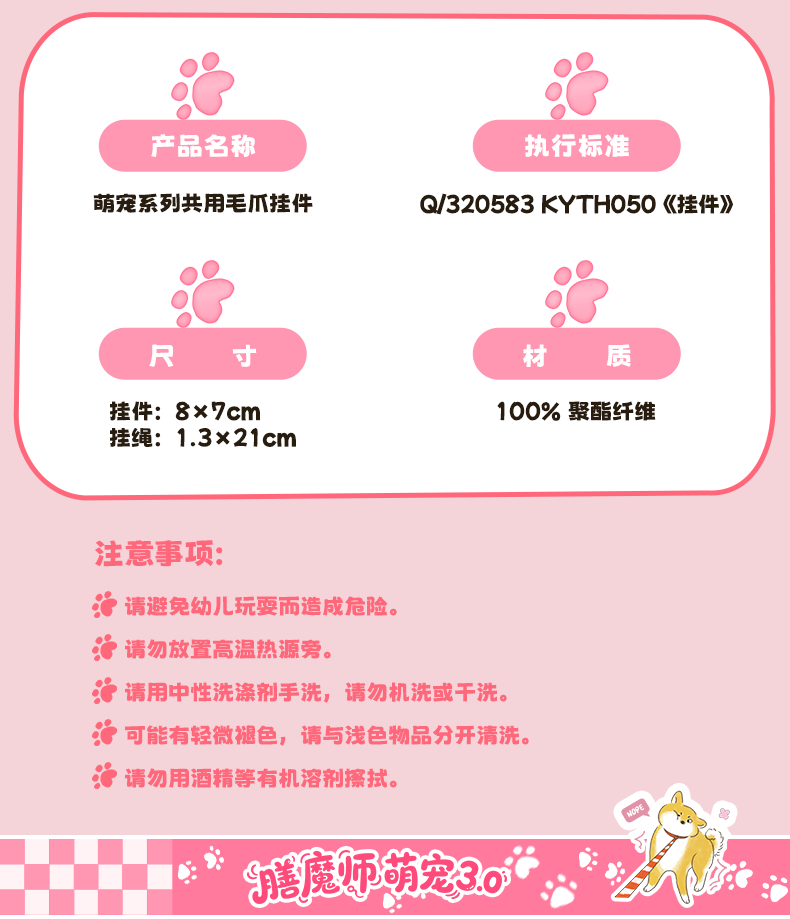 产品名称
萌宠系列共用毛爪挂件
执行标准
Q/320583 KYTH050《挂件》
尺 寸
挂件：8×7cm
挂绳：1.3×21cm
材 质
100% 聚酯纤维
注意事项:
请避免幼儿玩耍而造成危险。
请勿放置高温热源旁。
请用中性洗涤剂手洗，请勿机洗或干洗。
可能有轻微褪色，请与浅色物品分开清洗。
请勿用酒精等有机溶剂擦拭。
NOPE
膳魔师萌宠3.0